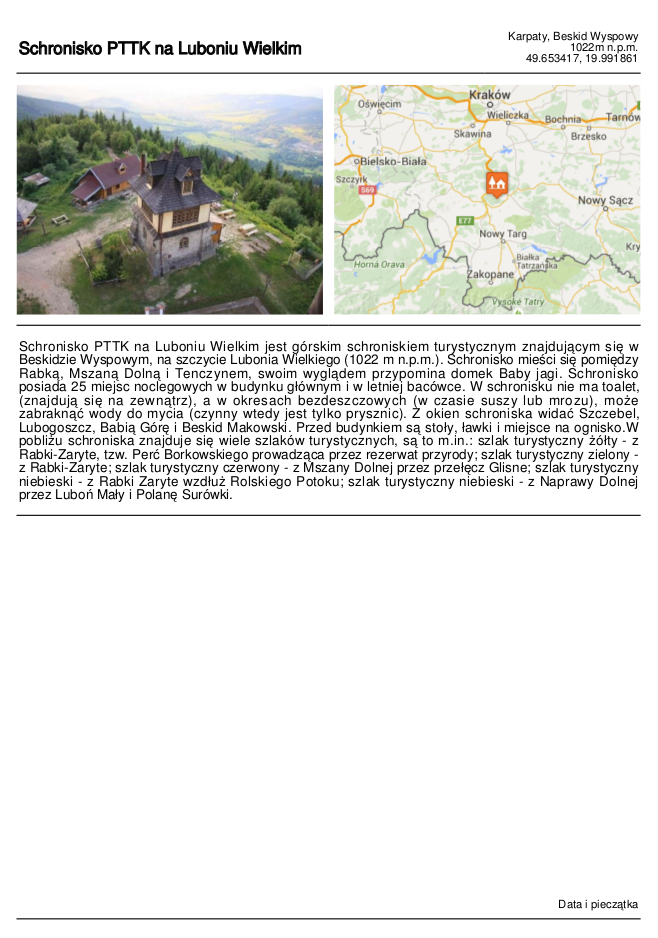 Schronisko PTTK na Luboniu Wielkim
Karpaty, Beskid Wyspowy
1022m n.p.m.
49.653417, 19.991861
Kraków
Oświęcim
Wieliczka
Bochnia
Tarnów
Skawina
Brzesko
Bielsko-Biała
Szczyrk
S69
Nowy Sącz
E77
Nowy Targ
Kry
Białka
Tatrzańska
Horná Orava
Zakopane
Vysoké Tatry
Schronisko PTTK na Luboniu Wielkim jest górskim schroniskiem turystycznym znajdującym się w
Beskidzie Wyspowym, na szczycie Lubonia Wielkiego (1022 m n.p.m.). Schronisko mieści się pomiędzy
Rabką, Mszaną Dolną i Tenczynem, swoim wyglądem przypomina domek Baby jagi. Schronisko
posiada 25 miejsc noclegowych w budynku głównym i w letniej bacówce. W schronisku nie ma toalet,
(znajdują się na zewnątrz), a w okresach bezdeszczowych (w czasie suszy lub mrozu), może
zabraknąć wody do mycia (czynny wtedy jest tylko prysznic). Z okien schroniska widać Szczebel,
Lubogoszcz, Babią Górę i Beskid Makowski. Przed budynkiem są stoły, ławki i miejsce na ognisko.W
pobliżu schroniska znajduje się wiele szlaków turystycznych, są to m.in.: szlak turystyczny żółty - z
Rabki-Zaryte, tzw. Perć Borkowskiego prowadząca przez rezerwat przyrody; szlak turystyczny zielony -
z Rabki-Zaryte; szlak turystyczny czerwony - z Mszany Dolnej przez przełęcz Glisne; szlak turystyczny
niebieski - z Rabki Zaryte wzdłuż Rolskiego Potoku; szlak turystyczny niebieski - z Naprawy Dolnej
przez Luboń Mały i Polanę Surówki.
Data i pieczątka